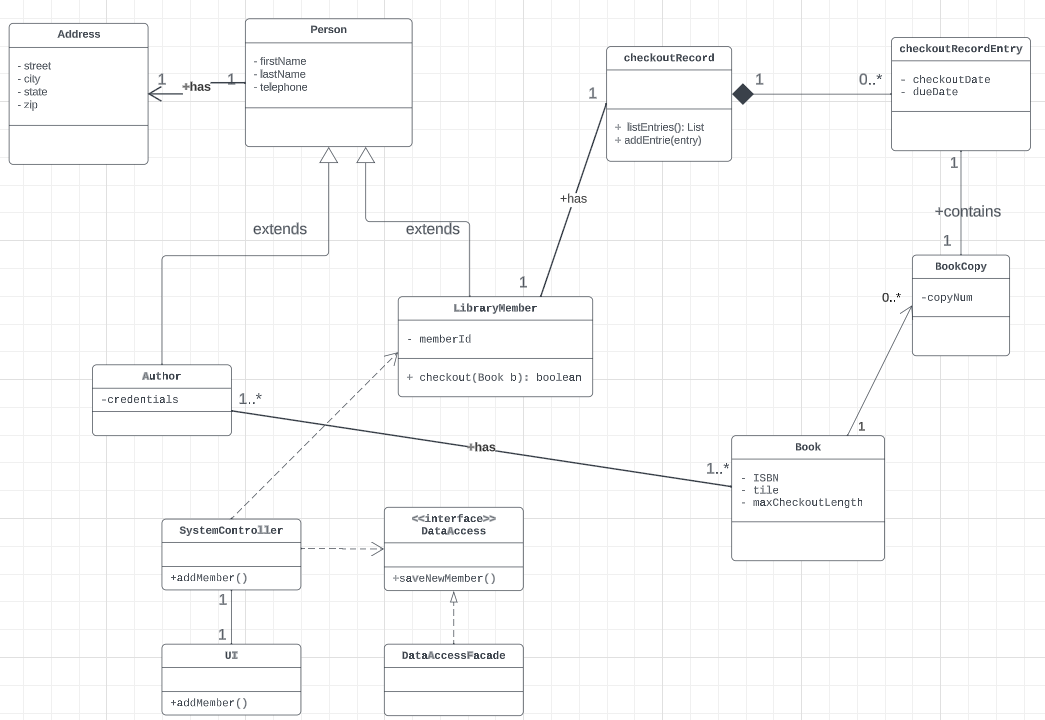 Address
- street
- city
- state
- zip
1
+has
1
Person
- firstName
- lastName
- telephone
checkoutRecord
+ listEntries(): List
+ addEntrie(entry)
1
0..*
checkoutRecordEntry
- checkoutDate
- dueDate
1
+contains
1
1
+has
1
extends
extends
BookCopy
-copyNum
0..*
1
LibraryMember
- memberId
+ checkout(Book b): boolean
Author
-credentials
1..*
+has
1..*
Book
- ISBN
- tile
- maxCheckoutLength
SystemController
+addMember()
<<interface>>
DataAccess
+saveNewMember()
1
1
UI
+addMember()
DataAccessFacade